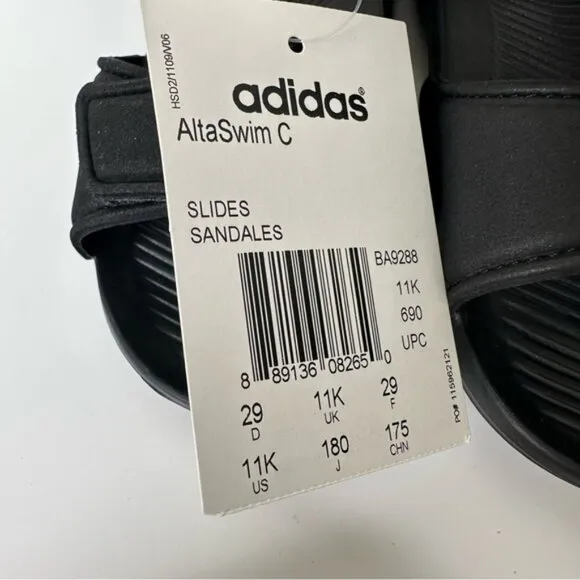 HSD2/1109/V06
adidas®
AltaSwim C
SLIDES
SANDALES
BA9288
11K
690
UPC
8 89136 08265 0
29 11K 29
D UK F
11K 180 175
US J CHN
PO# 115962121